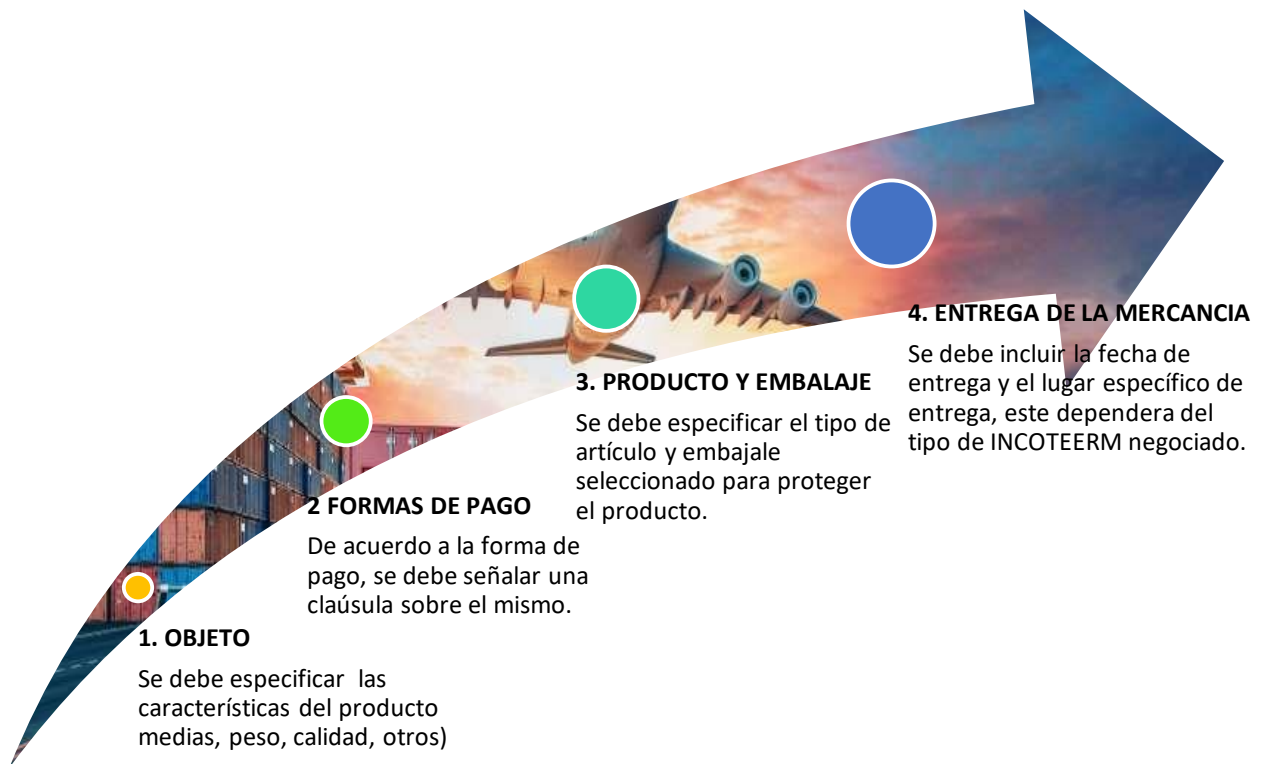 1. OBJETO
Se debe especificar las
características del producto
medias, peso, calidad, otros)
2 FORMAS DE PAGO
De acuerdo a la forma de
pago, se debe señalar una
claúsula sobre el mismo.
3. PRODUCTO Y EMBALAJE
Se debe especificar el tipo de
artículo y embajale
seleccionado para proteger
el producto.
4. ENTREGA DE LA MERCANCIA
Se debe incluir la fecha de
entrega y el lugar específico de
entrega, este dependera del
tipo de INCOTEERM negociado.